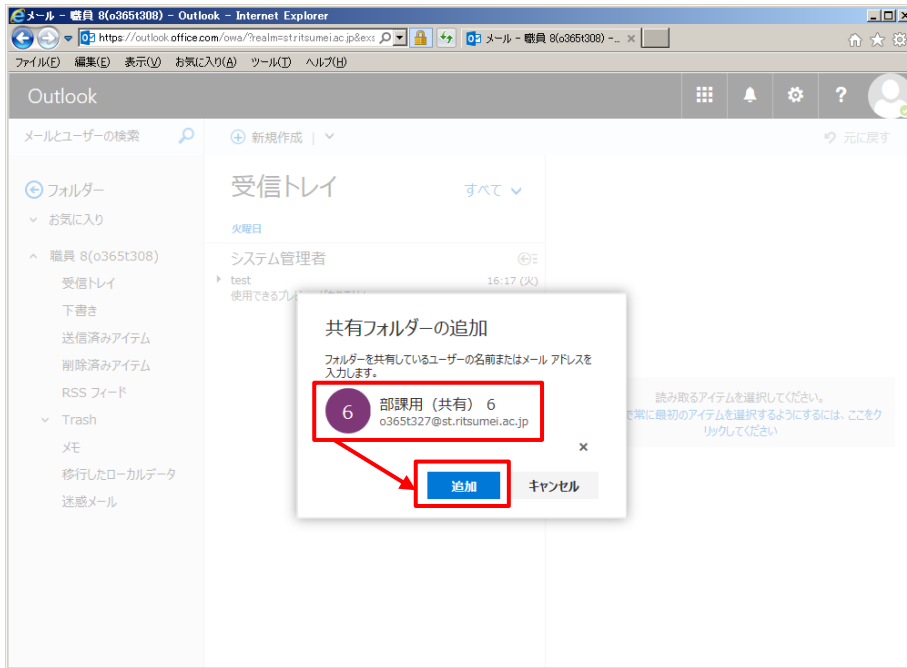 メール - 職員 8(o365t308) - Outlook - Internet Explorer
https://outlook.office.com/owa/?realm=st.ritsumei.ac.jp&exs
メール - 職員 8(o365t308) -...
ファイル(F) 編集(E) 表示(V) お気に入り(A) ツール(T) ヘルプ(H)
Outlook
?
メールとユーザーの検索
新規作成
元に戻す
フォルダー
受信トレイ
すべて
お気に入り
火曜日
職員 8(o365t308)
システム管理者
受信トレイ
test
16:17 (火)
下書き
送信済みアイテム
削除済みアイテム
RSS フィード
Trash
メモ
移行したローカルデータ
迷惑メール
共有フォルダーの追加
フォルダーを共有しているユーザーの名前またはメール アドレスを
入力します。
6
部課用（共有） 6
o365t327@st.ritsumei.ac.jp
追加
キャンセル
読み取るアイテムを選択してください。
で常に最初のアイテムを選択するようにするには、ここをク
リックしてください